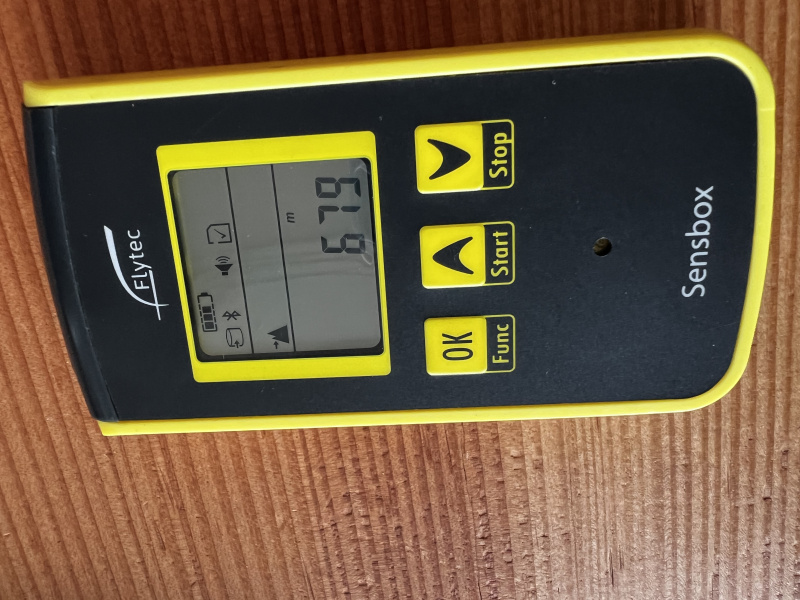 Flytec
m
679
OK
Func
Start
Stop
Sensbox